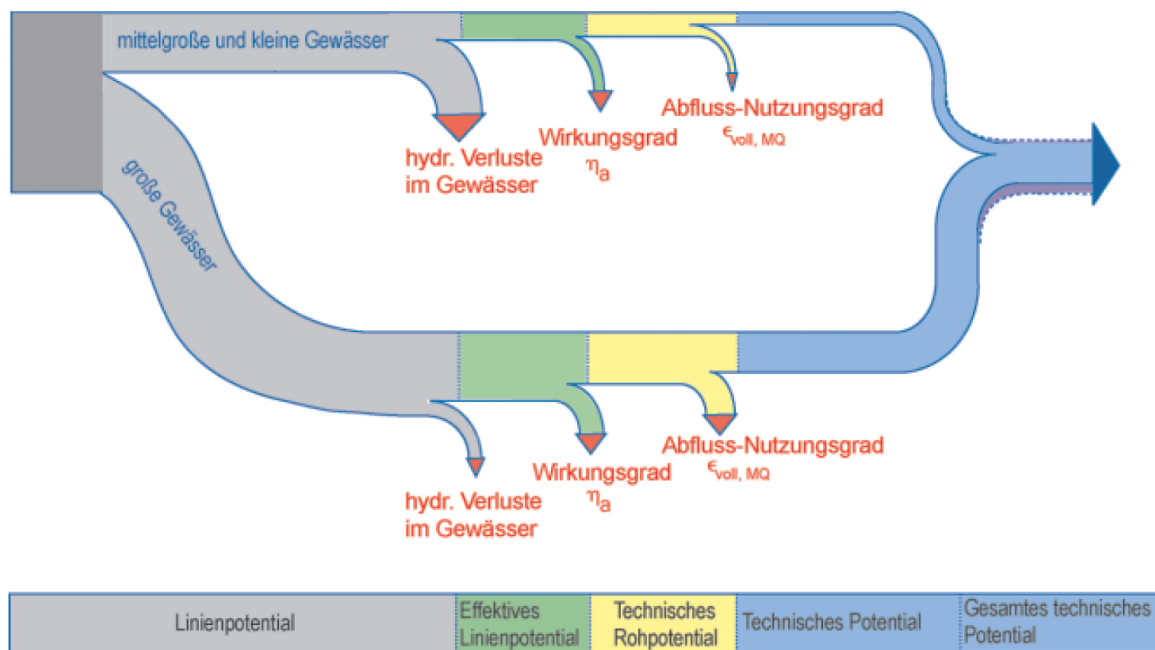 mittelgroße und kleine Gewässer
hydr. Verluste
im Gewässer
Wirkungsgrad
ηa
Abfluss-Nutzungsgrad
ϵvoll, MQ
große Gewässer
hydr. Verluste
im Gewässer
Wirkungsgrad
ηa
Abfluss-Nutzungsgrad
ϵvoll, MQ
Linienpotential
Effektives
Linienpotential
Technisches
Rohpotential
Technisches Potential
Gesamtes technisches
Potential